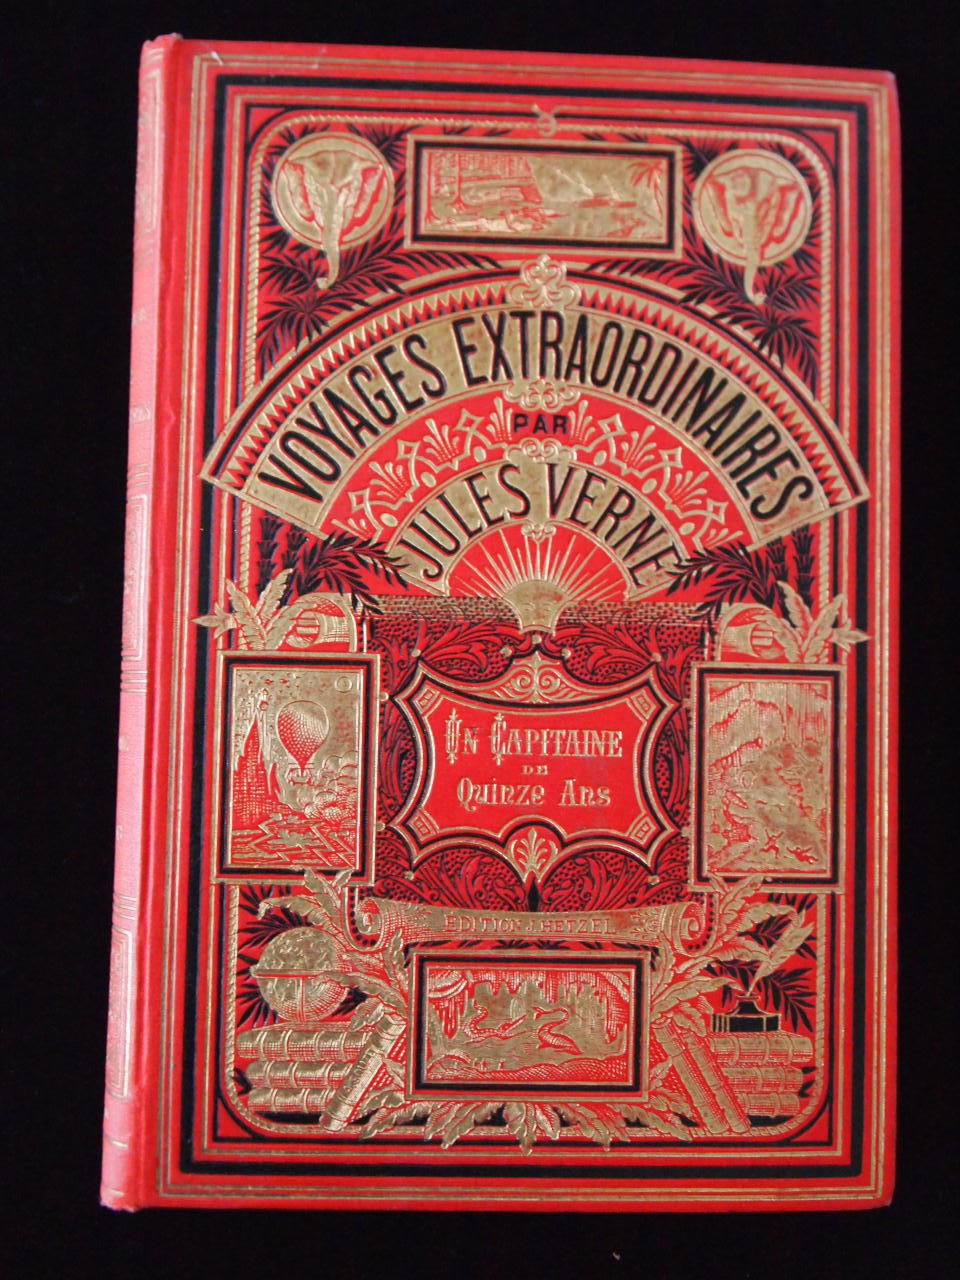 VOYAGES EXTRAORDINAIRES
PAR
JULES VERNE
UN CAPITAINE
DE
Quinze Ans
ÉDITION J. HETZEL